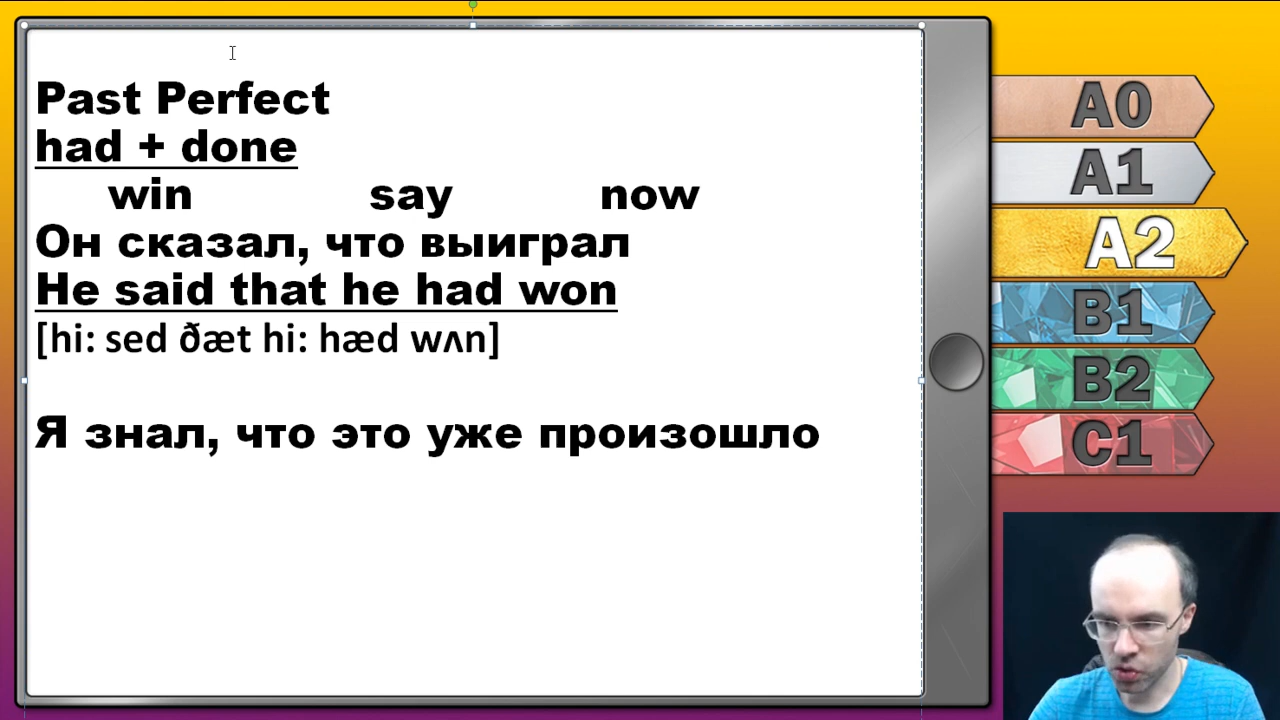 Past Perfect
had + done
win say now
Он сказал, что выиграл
He said that he had won
[hi: sed ðæt hi: hæd wʌn]
Я знал, что это уже произошло
A0
A1
A2
B1
B2
C1